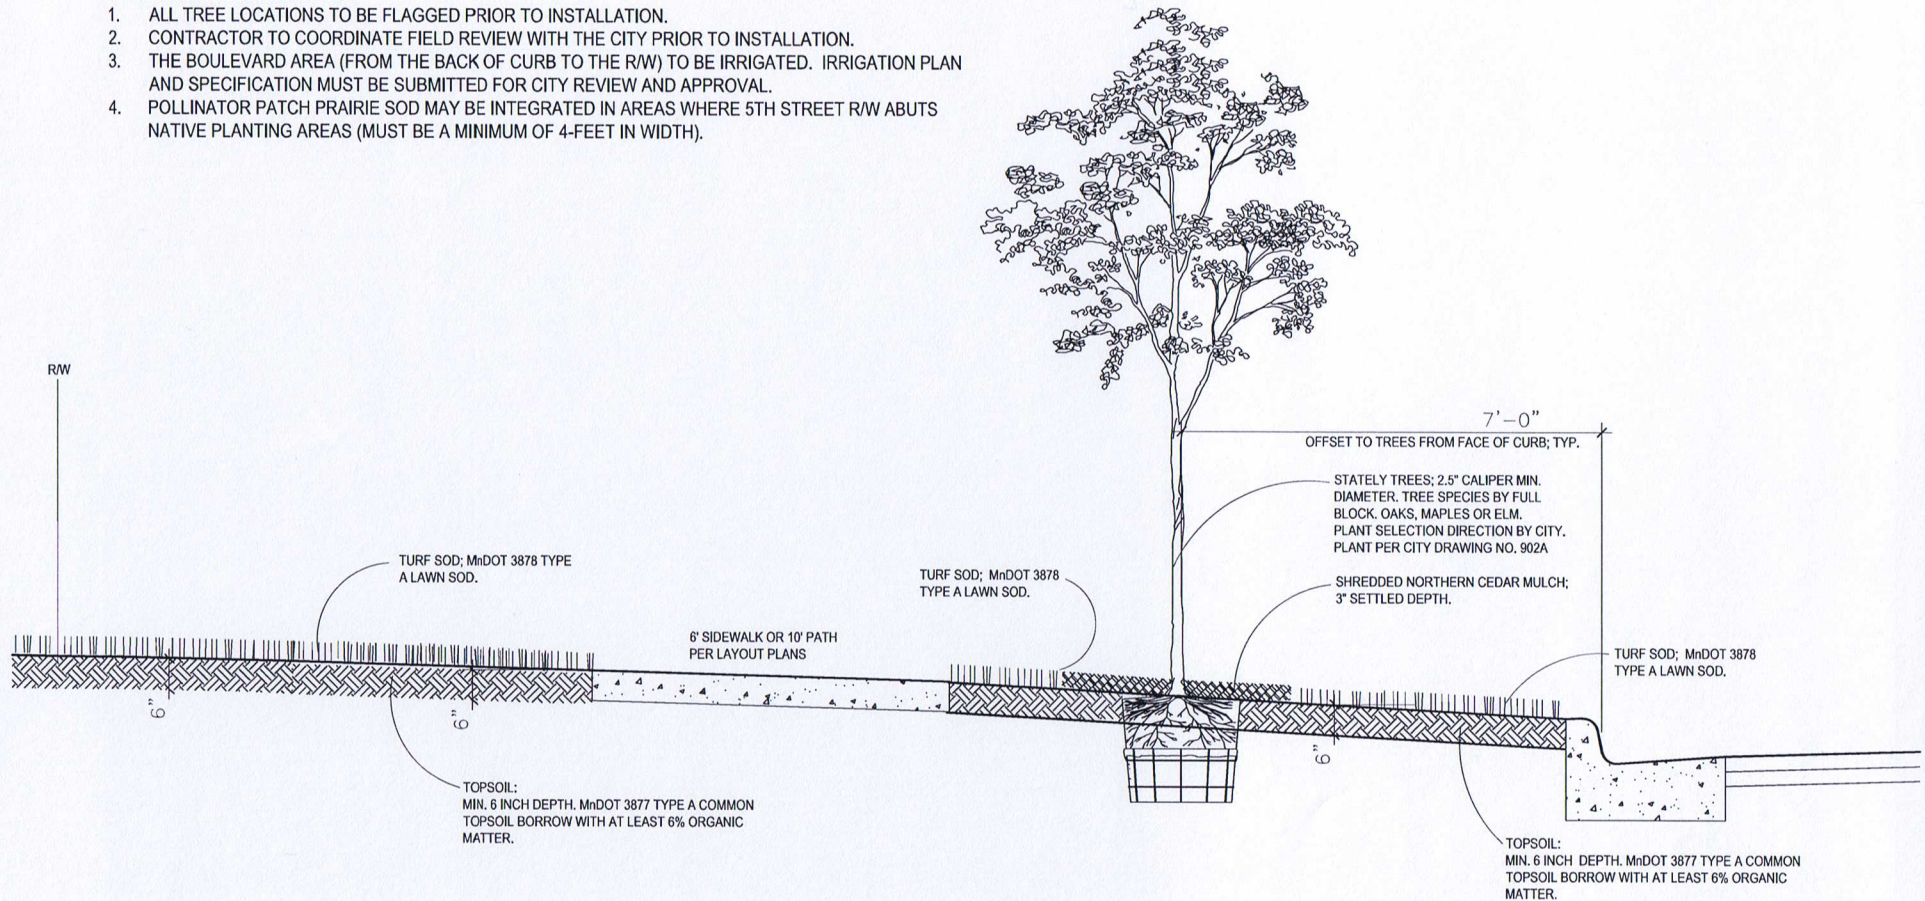 1. ALL TREE LOCATIONS TO BE FLAGGED PRIOR TO INSTALLATION.
2. CONTRACTOR TO COORDINATE FIELD REVIEW WITH THE CITY PRIOR TO INSTALLATION.
3. THE BOULEVARD AREA (FROM THE BACK OF CURB TO THE R/W) TO BE IRRIGATED. IRRIGATION PLAN
AND SPECIFICATION MUST BE SUBMITTED FOR CITY REVIEW AND APPROVAL.
4. POLLINATOR PATCH PRAIRIE SOD MAY BE INTEGRATED IN AREAS WHERE 5TH STREET R/W ABUTS
NATIVE PLANTING AREAS (MUST BE A MINIMUM OF 4-FEET IN WIDTH).
R/W
7'-0"
OFFSET TO TREES FROM FACE OF CURB; TYP.
STATELY TREES; 2.5" CALIPER MIN.
DIAMETER. TREE SPECIES BY FULL
BLOCK. OAKS, MAPLES OR ELM.
PLANT SELECTION DIRECTION BY CITY.
PLANT PER CITY DRAWING NO. 902A
TURF SOD; MnDOT 3878 TYPE
A LAWN SOD.
TURF SOD; MnDOT 3878
TYPE A LAWN SOD.
SHREDDED NORTHERN CEDAR MULCH;
3" SETTLED DEPTH.
6' SIDEWALK OR 10' PATH
PER LAYOUT PLANS
TURF SOD; MnDOT 3878
TYPE A LAWN SOD.
6"
6"
6"
TOPSOIL:
MIN. 6 INCH DEPTH. MnDOT 3877 TYPE A COMMON
TOPSOIL BORROW WITH AT LEAST 6% ORGANIC
MATTER.
TOPSOIL:
MIN. 6 INCH DEPTH. MnDOT 3877 TYPE A COMMON
TOPSOIL BORROW WITH AT LEAST 6% ORGANIC
MATTER.